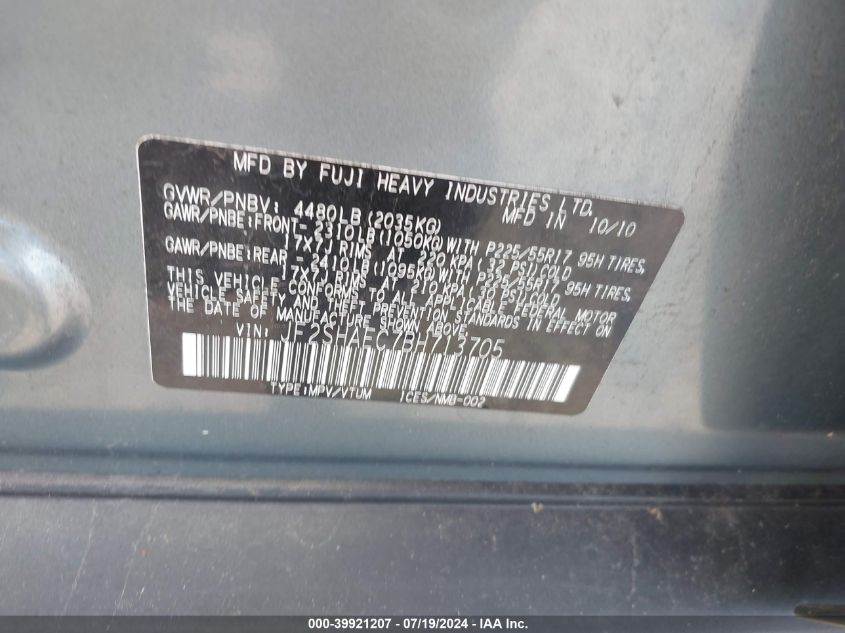 MFD BY FUJI HEAVY INDUSTRIES LTD.
GVWR/PNBV: 4480LB (2035KG) MFD IN 10/10
GAWR/PNBE:FRONT- 2310LB(1050KG) WITH P225/55R17 95H TIRES,
17X7J RIMS AT 220 KPA( 32 PSI)COLD
GAWR/PNBE:REAR - 2410LB(1095KG) WITH P225/55R17 95H TIRES,
17X7J RIMS AT 210 KPA( 30 PSI)COLD
THIS VEHICLE CONFORMS TO ALL APPLICABLE FEDERAL MOTOR
VEHICLE SAFETY AND THEFT PREVENTION STANDARDS IN EFFECT ON
THE DATE OF MANUFACTURE SHOWN ABOVE.
VIN: JF2SHAEC7BH713705
TYPE:MPV/VTUM ICES/NMB-002
000-39921207 - 07/19/2024 - IAA Inc.